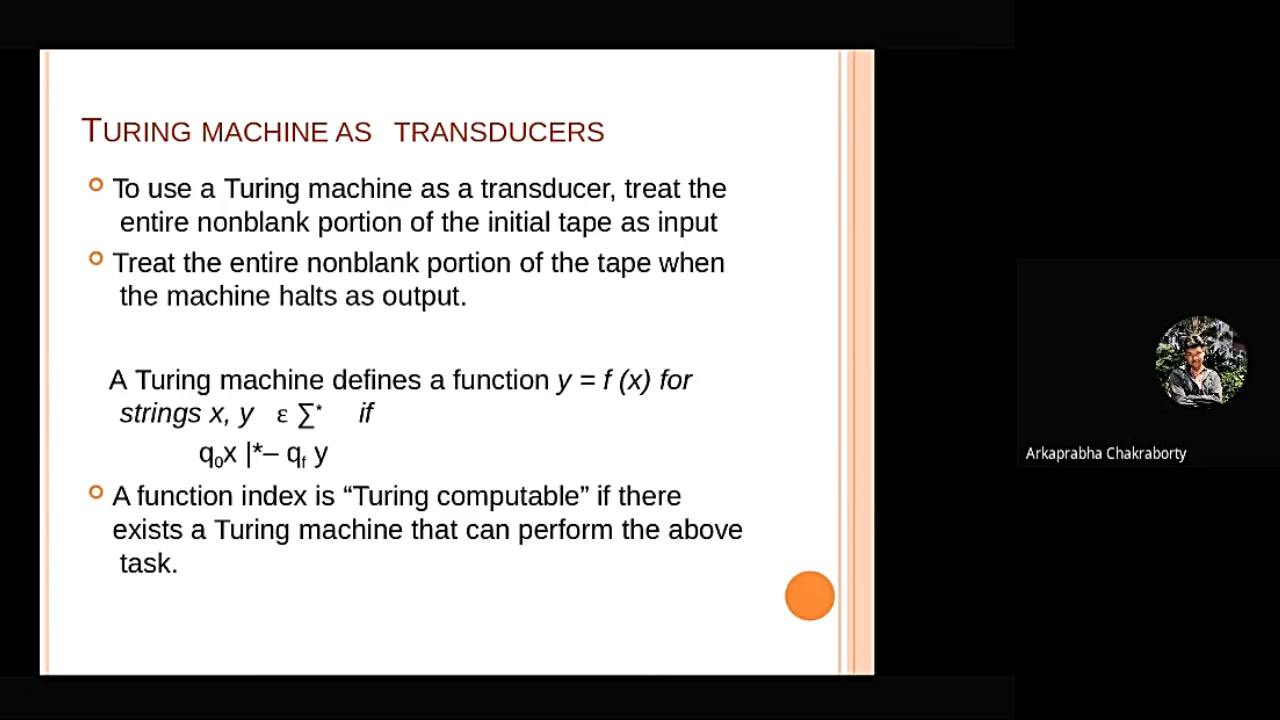 TURING MACHINE AS TRANSDUCERS
To use a Turing machine as a transducer, treat the
entire nonblank portion of the initial tape as input
Treat the entire nonblank portion of the tape when
the machine halts as output.
A Turing machine defines a function y = f (x) for
strings x, y ε ∑* if
q₀x |*– qf y
A function index is “Turing computable” if there
exists a Turing machine that can perform the above
task.
Arkaprabha Chakraborty